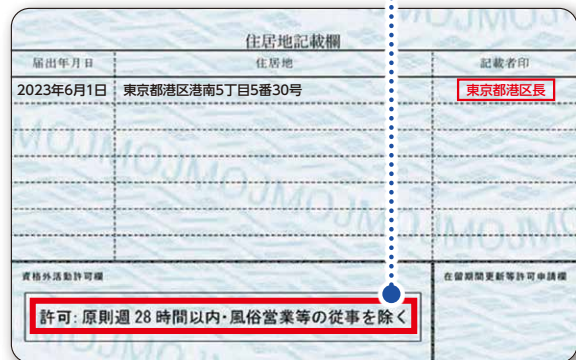 住居地記載欄
届出年月日 住居地 記載者印
2023年6月1日 東京都港区港南5丁目5番30号 東京都港区長
MOJMOJMOJMOJMOJMOJ
資格外活動許可欄 在留期間更新等許可申請欄
許可: 原則週 28 時間以内・風俗営業等の従事を除く